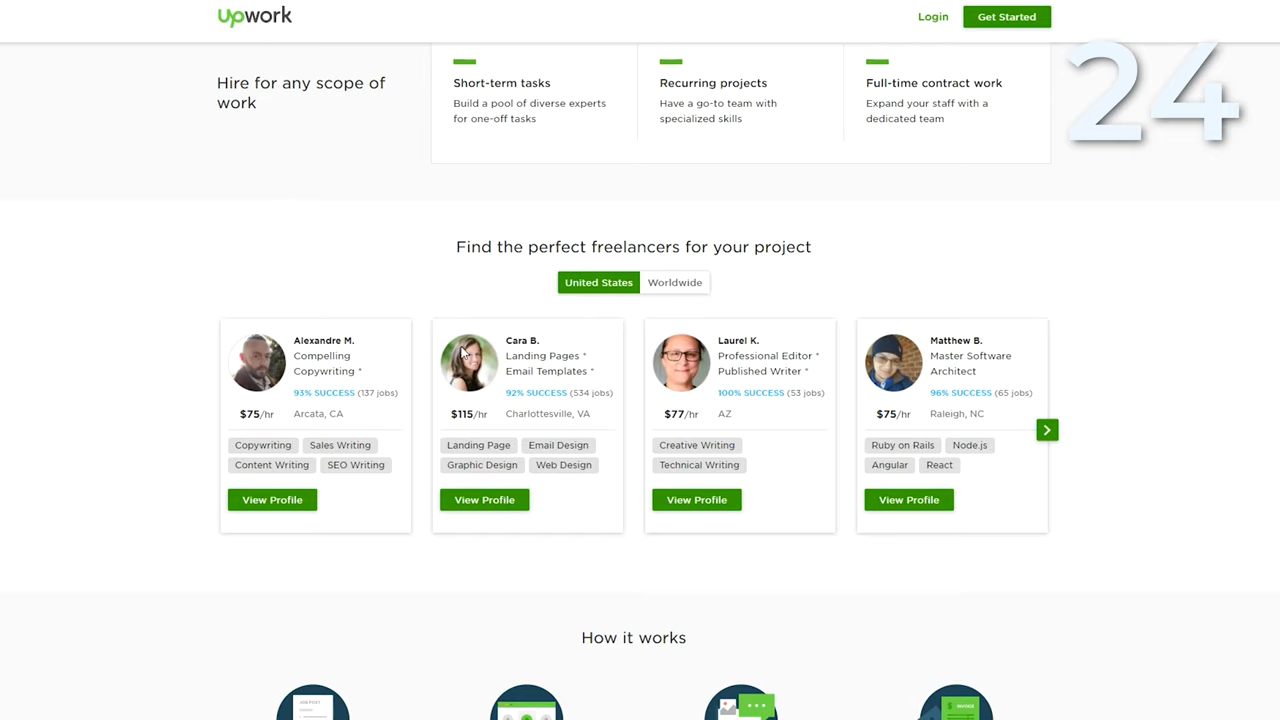 Upwork
Login
Get Started
24
Hire for any scope of
work
Short-term tasks
Build a pool of diverse experts
for one-off tasks
Recurring projects
Have a go-to team with
specialized skills
Full-time contract work
Expand your staff with a
dedicated team
Find the perfect freelancers for your project
United States
Worldwide
Alexandre M.
Compelling
Copywriting *
93% SUCCESS (137 jobs)
$75/hr
Arcata, CA
Copywriting
Sales Writing
Content Writing
SEO Writing
View Profile
Cara B.
Landing Pages *
Email Templates *
92% SUCCESS (534 jobs)
$115/hr
Charlottesville, VA
Landing Page
Email Design
Graphic Design
Web Design
View Profile
Laurel K.
Professional Editor *
Published Writer *
100% SUCCESS (53 jobs)
$77/hr
AZ
Creative Writing
Technical Writing
View Profile
Matthew B.
Master Software
Architect
96% SUCCESS (65 jobs)
$75/hr
Raleigh, NC
Ruby on Rails
Node.js
Angular
React
View Profile
How it works
JOB POST
INVOICE
$